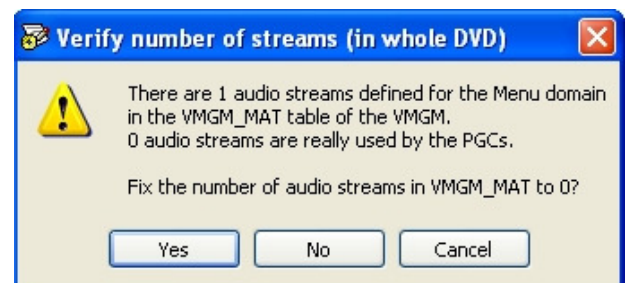 Verify number of streams (in whole DVD)
There are 1 audio streams defined for the Menu domain
in the VMGM_MAT table of the VMGM.
0 audio streams are really used by the PGCs.
Fix the number of audio streams in VMGM_MAT to 0?
Yes
No
Cancel